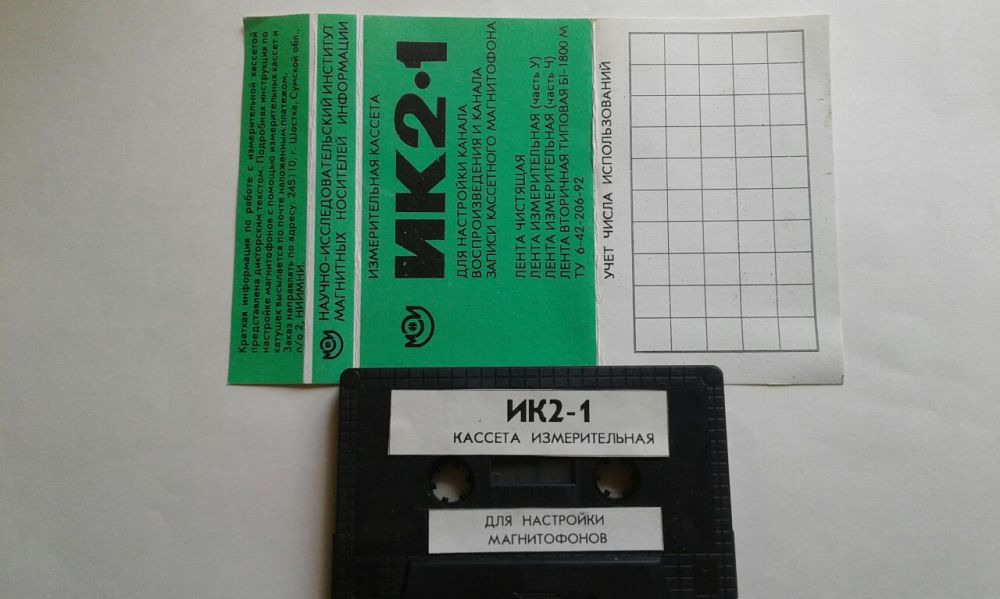 Краткая информация по работе с измерительной кассетой
представлена дикторским текстом. Подробная инструкция по
настройке магнитофонов с помощью измерительных кассет и
катушек высылается по почте наложенным платежом.
Заказ направлять по адресу: 245110, г. Шостка, Сумской обл.,
п/о 2, НИИМНИ.
МФИ
НАУЧНО-ИССЛЕДОВАТЕЛЬСКИЙ ИНСТИТУТ
МАГНИТНЫХ НОСИТЕЛЕЙ ИНФОРМАЦИИ
ИЗМЕРИТЕЛЬНАЯ КАССЕТА
МФИ
ИК2·1
ДЛЯ НАСТРОЙКИ КАНАЛА
ВОСПРОИЗВЕДЕНИЯ И КАНАЛА
ЗАПИСИ КАССЕТНОГО МАГНИТОФОНА
ЛЕНТА ЧИСТЯЩАЯ
ЛЕНТА ИЗМЕРИТЕЛЬНАЯ (часть У)
ЛЕНТА ИЗМЕРИТЕЛЬНАЯ (часть Ч)
ЛЕНТА ВТОРИЧНАЯ ТИПОВАЯ БI-1800 М
ТУ 6-42-206-92
УЧЕТ ЧИСЛА ИСПОЛЬЗОВАНИЙ
ИК2-1
КАССЕТА ИЗМЕРИТЕЛЬНАЯ
ДЛЯ НАСТРОЙКИ
МАГНИТОФОНОВ